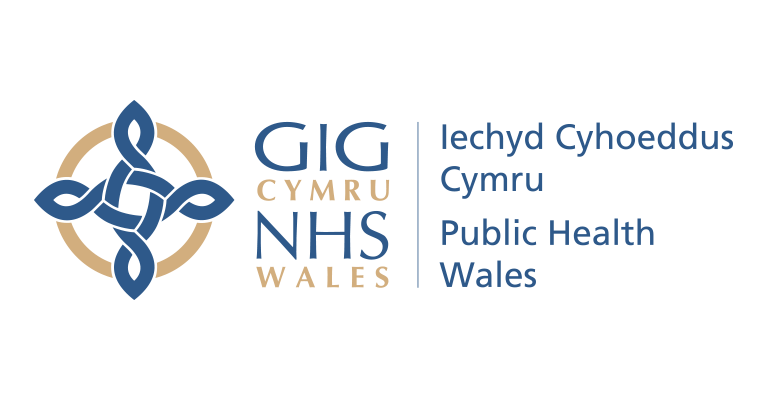 GIG
CYMRU
NHS
WALES
Iechyd Cyhoeddus
Cymru
Public Health
Wales